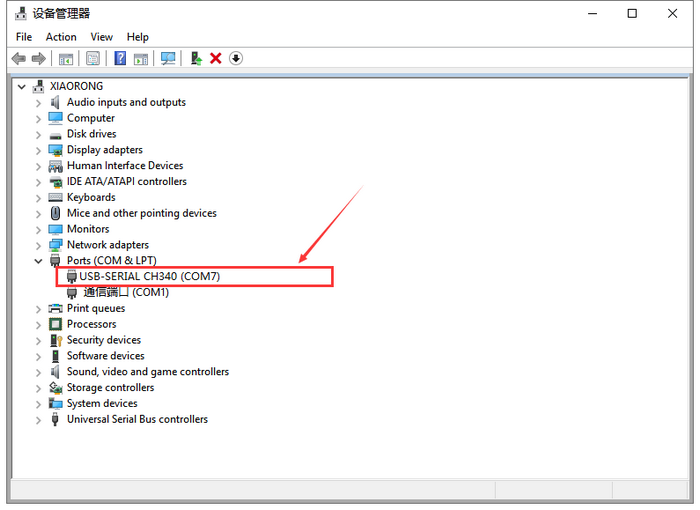 设备管理器
File Action View Help
XIAORONG
Audio inputs and outputs
Computer
Disk drives
Display adapters
Human Interface Devices
IDE ATA/ATAPI controllers
Keyboards
Mice and other pointing devices
Monitors
Network adapters
Ports (COM & LPT)
USB-SERIAL CH340 (COM7)
通信端口 (COM1)
Print queues
Processors
Security devices
Software devices
Sound, video and game controllers
Storage controllers
System devices
Universal Serial Bus controllers